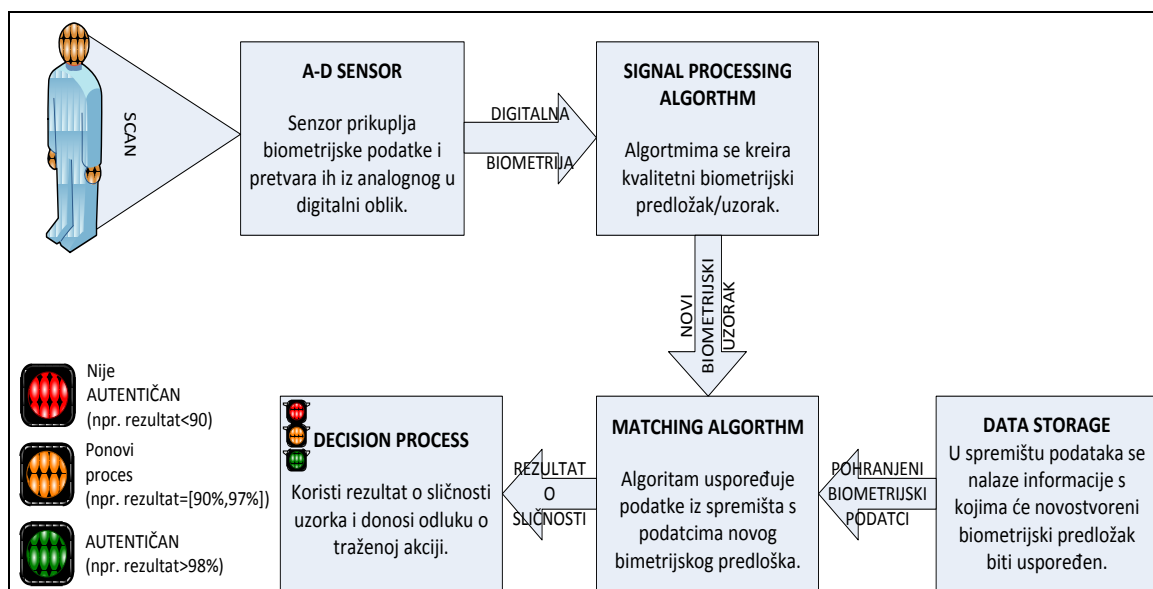 SCAN
A-D SENSOR
Senzor prikuplja
biometrijske podatke i
pretvara ih iz analognog u
digitalni oblik.
DIGITALNA
BIOMETRIJA
SIGNAL PROCESSING
ALGORTHM
Algortmima se kreira
kvalitetni biometrijski
predložak/uzorak.
NOVI
BIOMETRIJSKI
UZORAK
Nije
AUTENTIČAN
(npr. rezultat<90)
Ponovi
proces
(npr. rezultat=[90%,97%])
AUTENTIČAN
(npr. rezultat>98%)
DECISION PROCESS
Koristi rezultat o sličnosti
uzorka i donosi odluku o
traženoj akciji.
REZULTAT
O
SLIČNOSTI
MATCHING ALGORTHM
Algoritam uspoređuje
podatke iz spremišta s
podatcima novog
bimetrijskog predloška.
POHRANJENI
BIOMETRIJSKI
PODATCI
DATA STORAGE
U spremištu podataka se
nalaze informacije s
kojima će novostvoreni
biometrijski predložak
biti uspoređen.